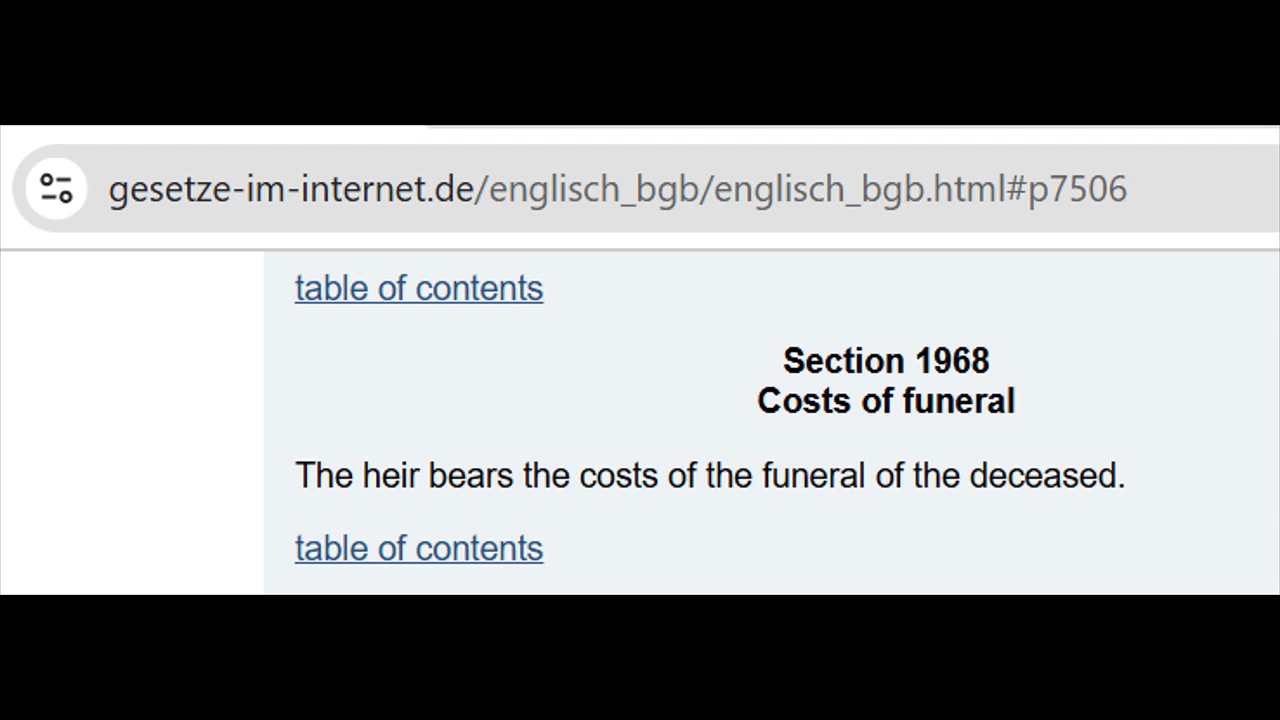 gesetze-im-internet.de/englisch_bgb/englisch_bgb.html#p7506
table of contents
Section 1968
Costs of funeral
The heir bears the costs of the funeral of the deceased.
table of contents